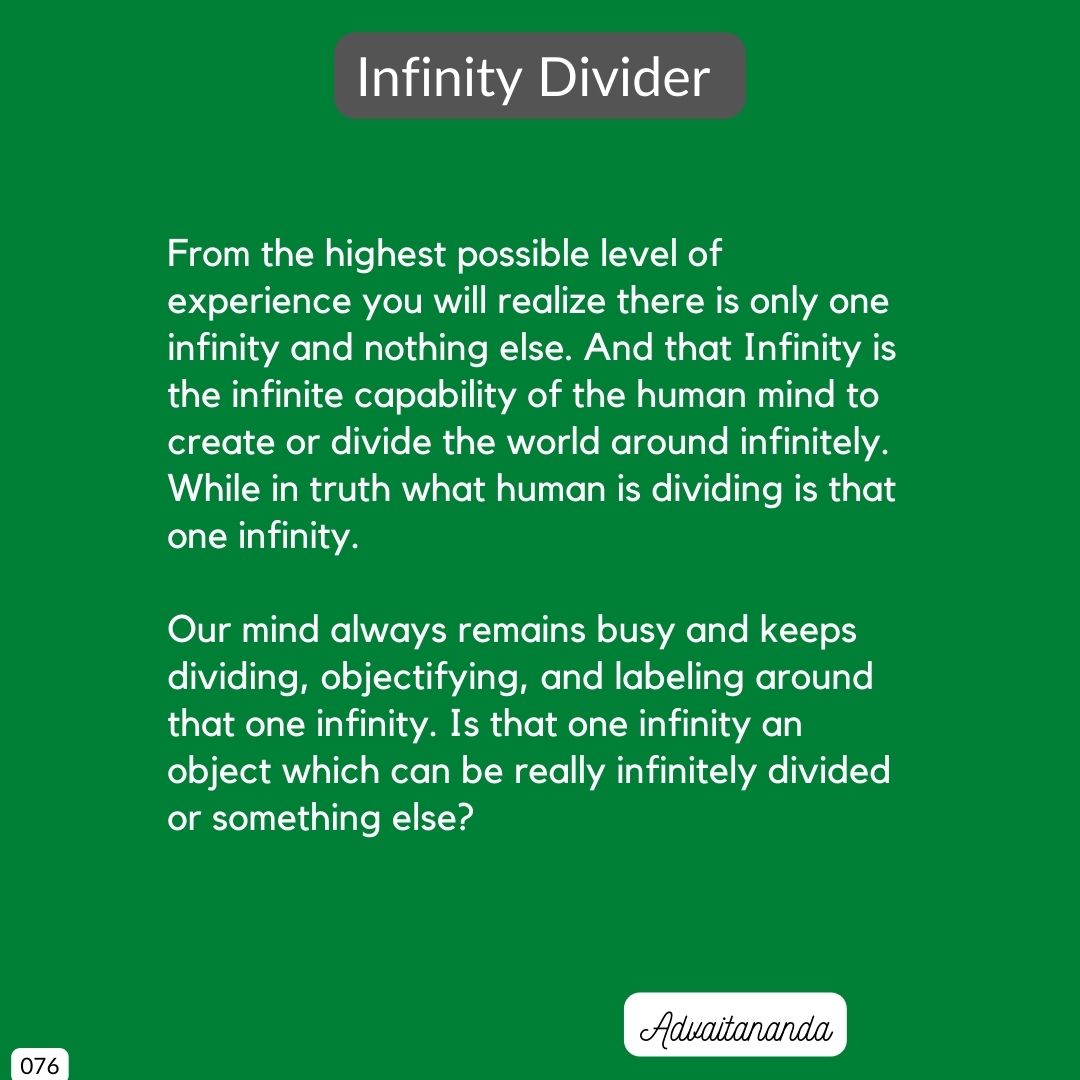 Infinity Divider
From the highest possible level of
experience you will realize there is only one
infinity and nothing else. And that Infinity is
the infinite capability of the human mind to
create or divide the world around infinitely.
While in truth what human is dividing is that
one infinity.
Our mind always remains busy and keeps
dividing, objectifying, and labeling around
that one infinity. Is that one infinity an
object which can be really infinitely divided
or something else?
Advaitananda
076